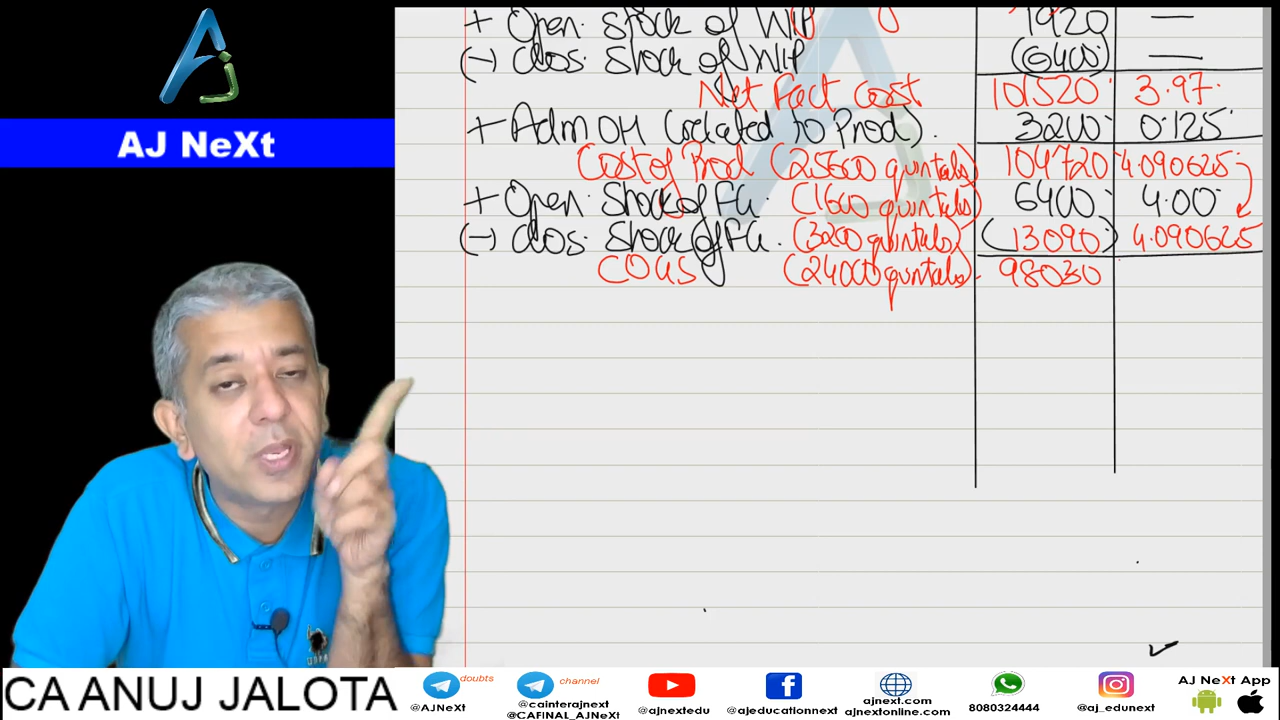 + Open. Stock of WIP 1920 —
(-) Clos. Stock of WIP (6400) —
Net Fact Cost 101520 3.97
+ Adm OH (related to Prod). 3200 0.125
Cost of Prod (25600 quintals) 104720 4.090625
+ Open. Stock of FG. (1600 quintals) 6400 4.00
(-) Clos. Stock of FG. (3200 quintals) (13090) 4.090625
COGS (24000 quintals). 98030
AJ
AJ NeXt
CA ANUJ JALOTA
doubts
@AJNeXt
channel
@cainterajnext
@CAFINAL_AJNeXt
@ajnextedu
@ajeducationnext
ajnext.com
ajnextonline.com
8080324444
@aj_edunext
AJ NeXt App